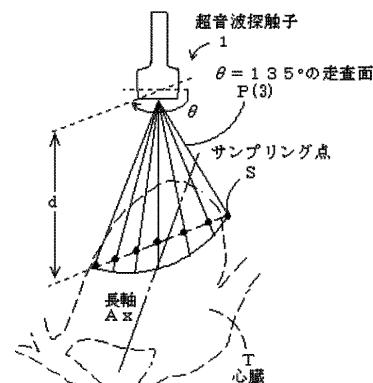 超音波探触子
1
θ=135°の走査面
P(3)
θ
サンプリング点
S
d
長軸
Ax
T
心臓